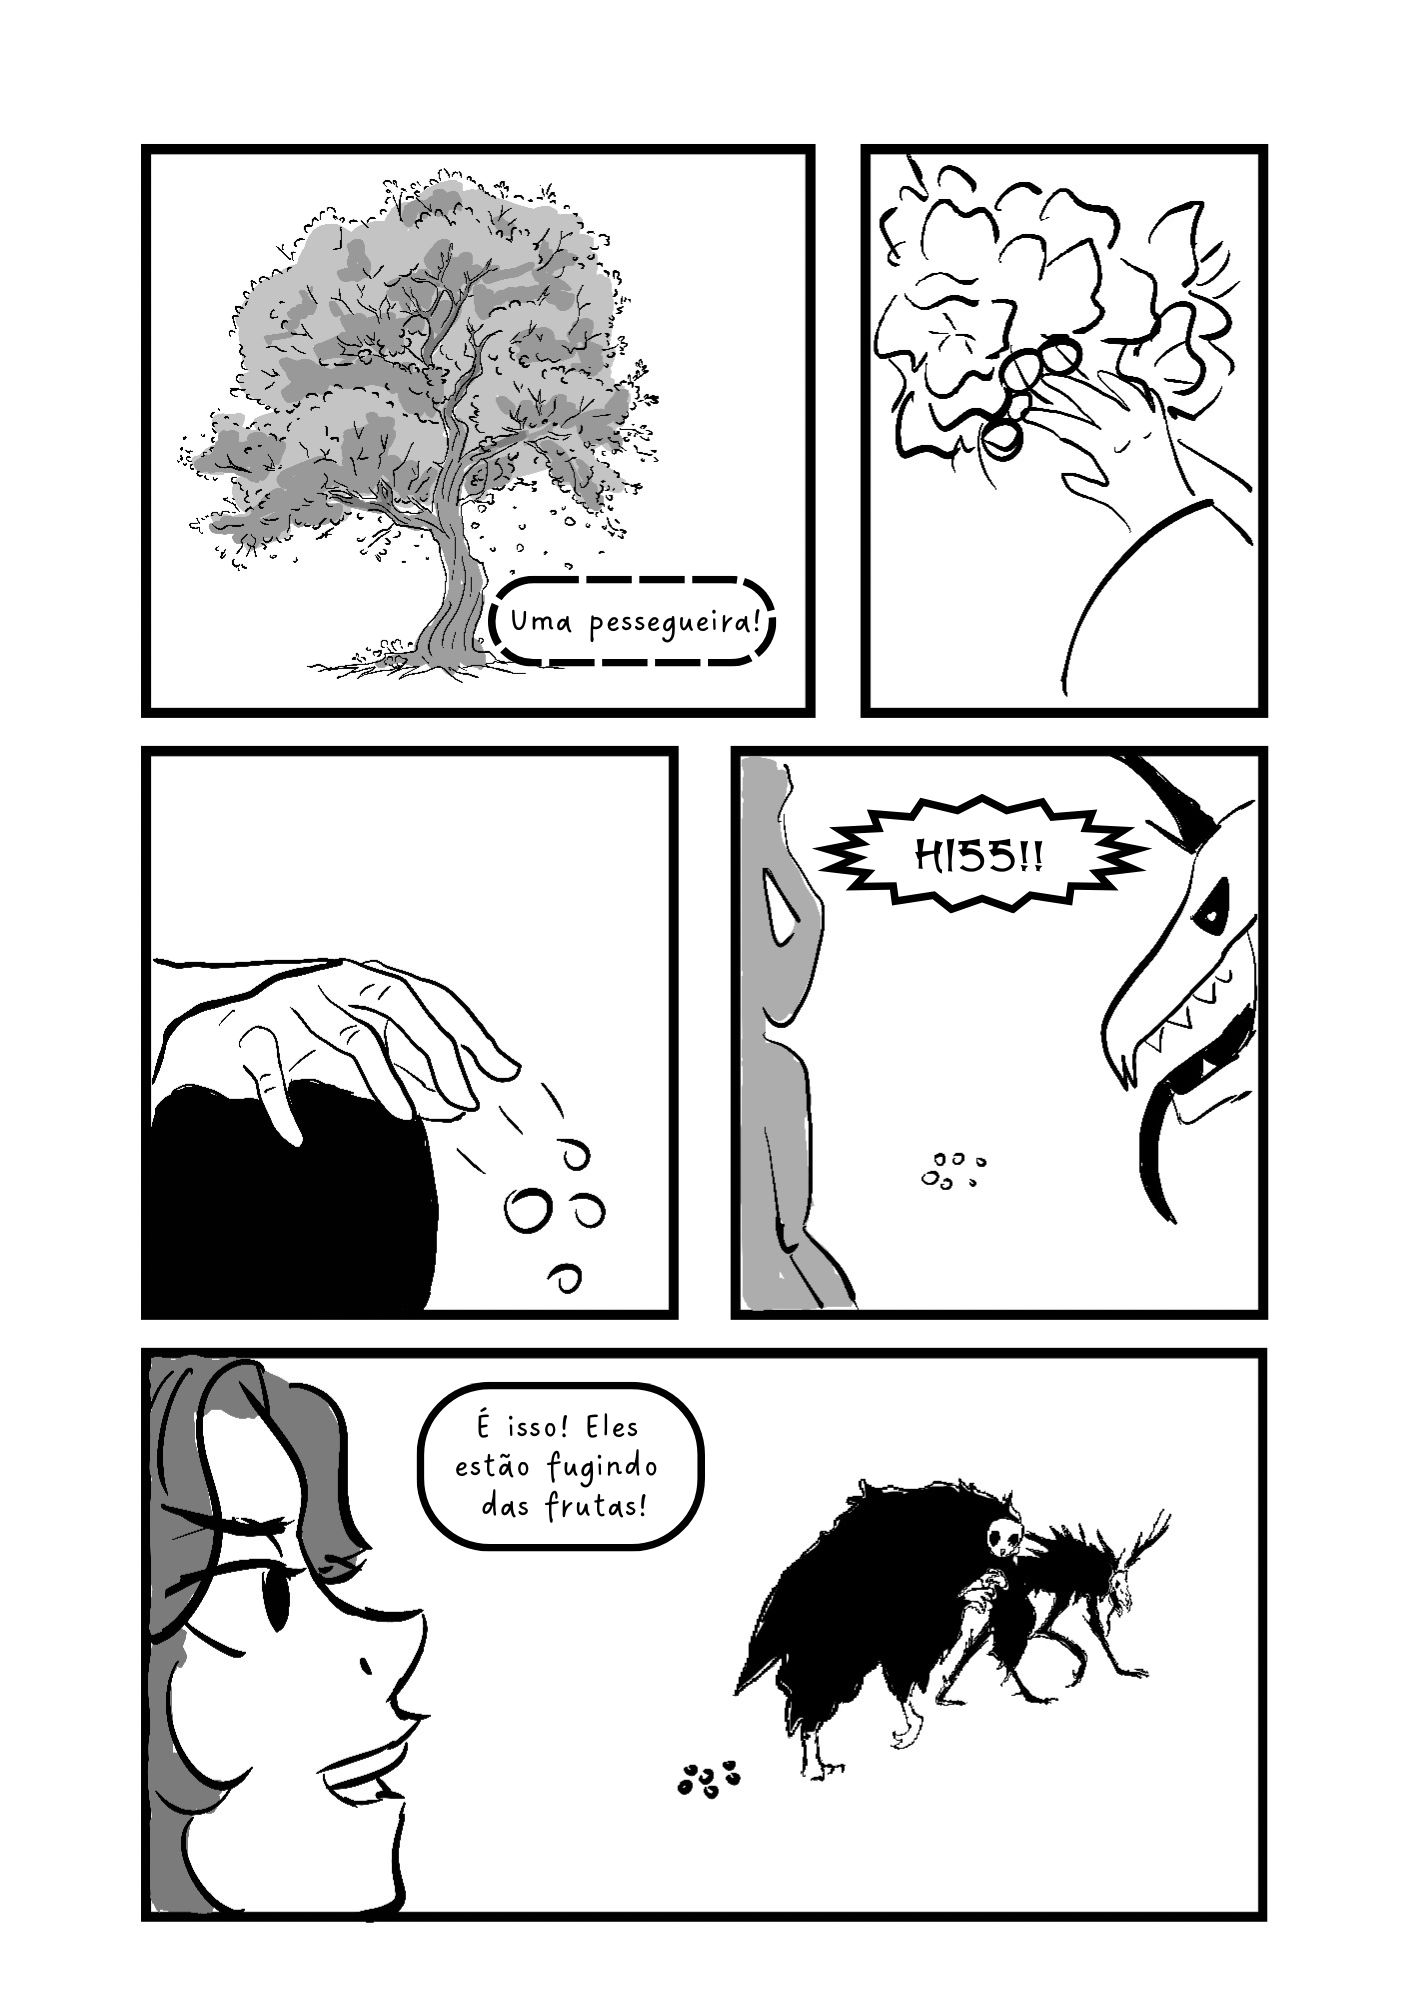 Uma pessegueira!
HISS!!
É isso! Eles
estão fugindo
das frutas!